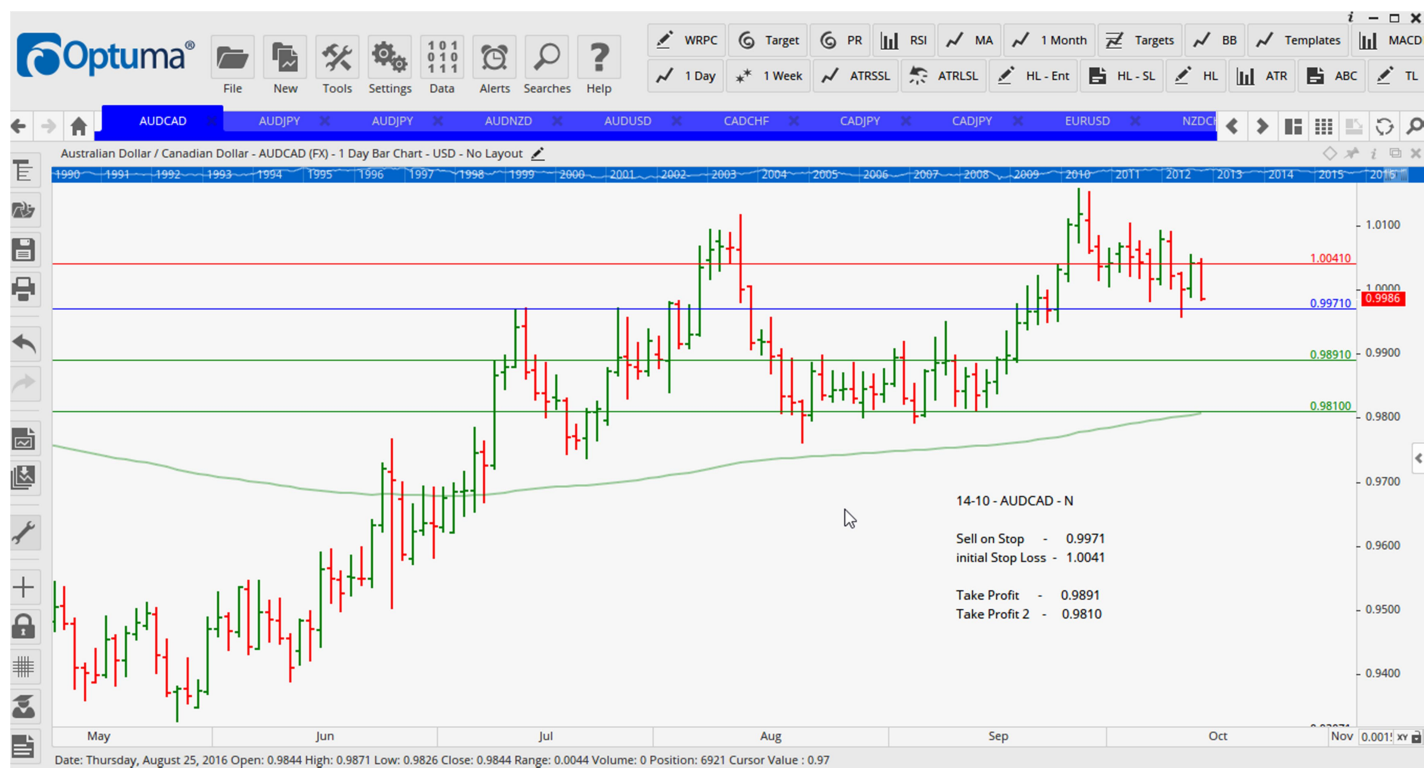 Optuma®
File
New
Tools
Settings
Data
Alerts
Searches
Help
WRPC
Target
PR
RSI
MA
1 Month
Targets
BB
Templates
MACD
1 Day
1 Week
ATRSSL
ATRLSL
HL - Ent
HL - SL
HL
ATR
ABC
TL
AUDCAD
AUDJPY
AUDJPY
AUDNZD
AUDUSD
CADCHF
CADJPY
CADJPY
EURUSD
Australian Dollar / Canadian Dollar - AUDCAD (FX) - 1 Day Bar Chart - USD - No Layout
1990 1991 1992 1993 1994 1995 1996 1997 1998 1999 2000 2001 2002 2003 2004 2005 2006 2007 2008 2009 2010 2011 2012 2013 2014 2015 2016
1.0100
1.00410
1.0000
0.9986
0.99710
0.9900
0.98910
0.98100
0.9800
0.9700
0.9600
0.9500
0.9400
14-10 - AUDCAD - N
Sell on Stop - 0.9971
initial Stop Loss - 1.0041
Take Profit - 0.9891
Take Profit 2 - 0.9810
May Jun Jul Aug Sep Oct Nov
XY
Date: Thursday, August 25, 2016 Open: 0.9844 High: 0.9871 Low: 0.9826 Close: 0.9844 Range: 0.0044 Volume: 0 Position: 6921 Cursor Value : 0.97